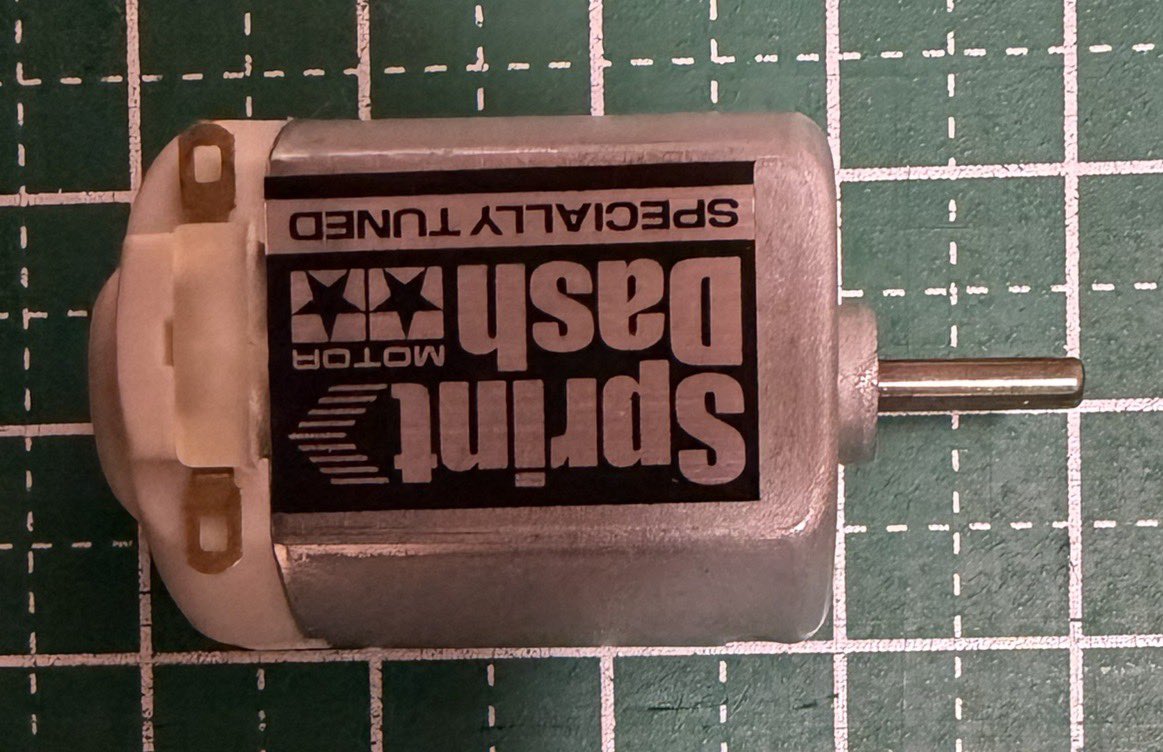 Sprint
Dash MOTOR
SPECIALLY TUNED